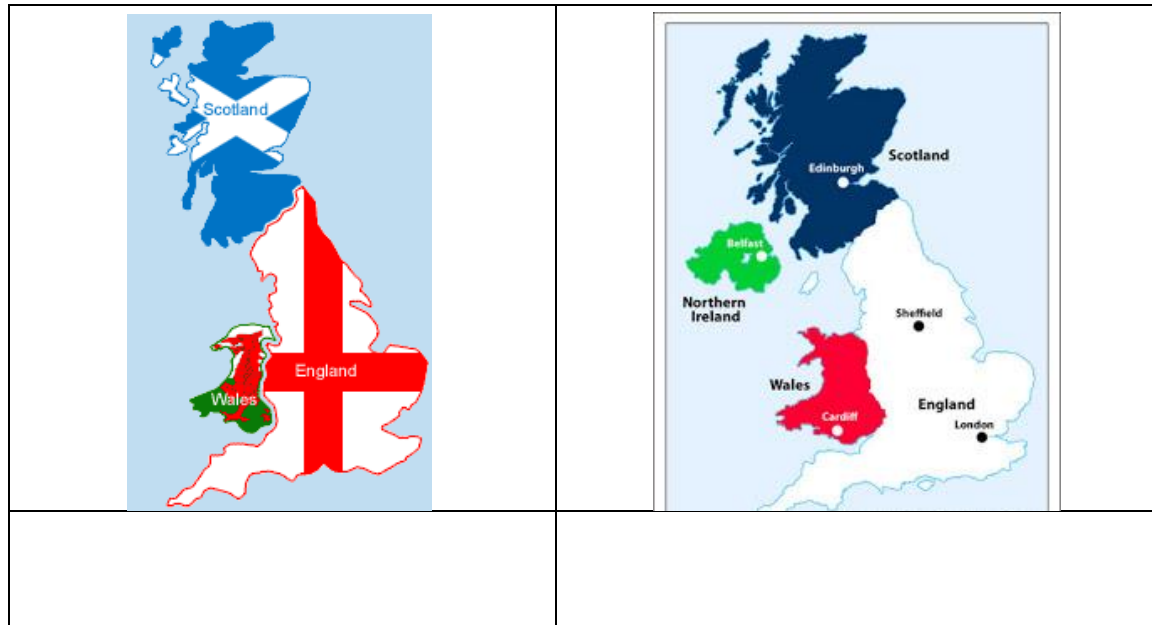 Scotland
England
Wales
Scotland
Edinburgh
Belfast
Northern
Ireland
Sheffield
Wales
England
Cardiff
London